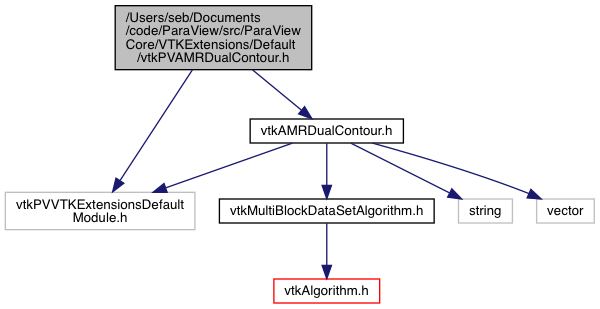 /Users/seb/Documents
/code/ParaView/src/ParaView
Core/VTKExtensions/Default
/vtkPVAMRDualContour.h
vtkAMRDualContour.h
vtkPVVTKExtensionsDefault
Module.h
vtkMultiBlockDataSetAlgorithm.h
string
vector
vtkAlgorithm.h